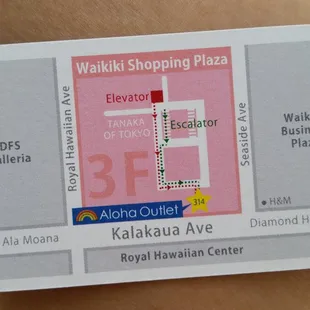 Waikiki Shopping Plaza
Elevator
TANAKA
OF TOKYO
Escalator
3F
314
Aloha Outlet
Royal Hawaiian Ave
Seaside Ave
DFS
Galleria
Waik
Busin
Plaz
H&M
Ala Moana
Kalakaua Ave
Diamond H
Royal Hawaiian Center